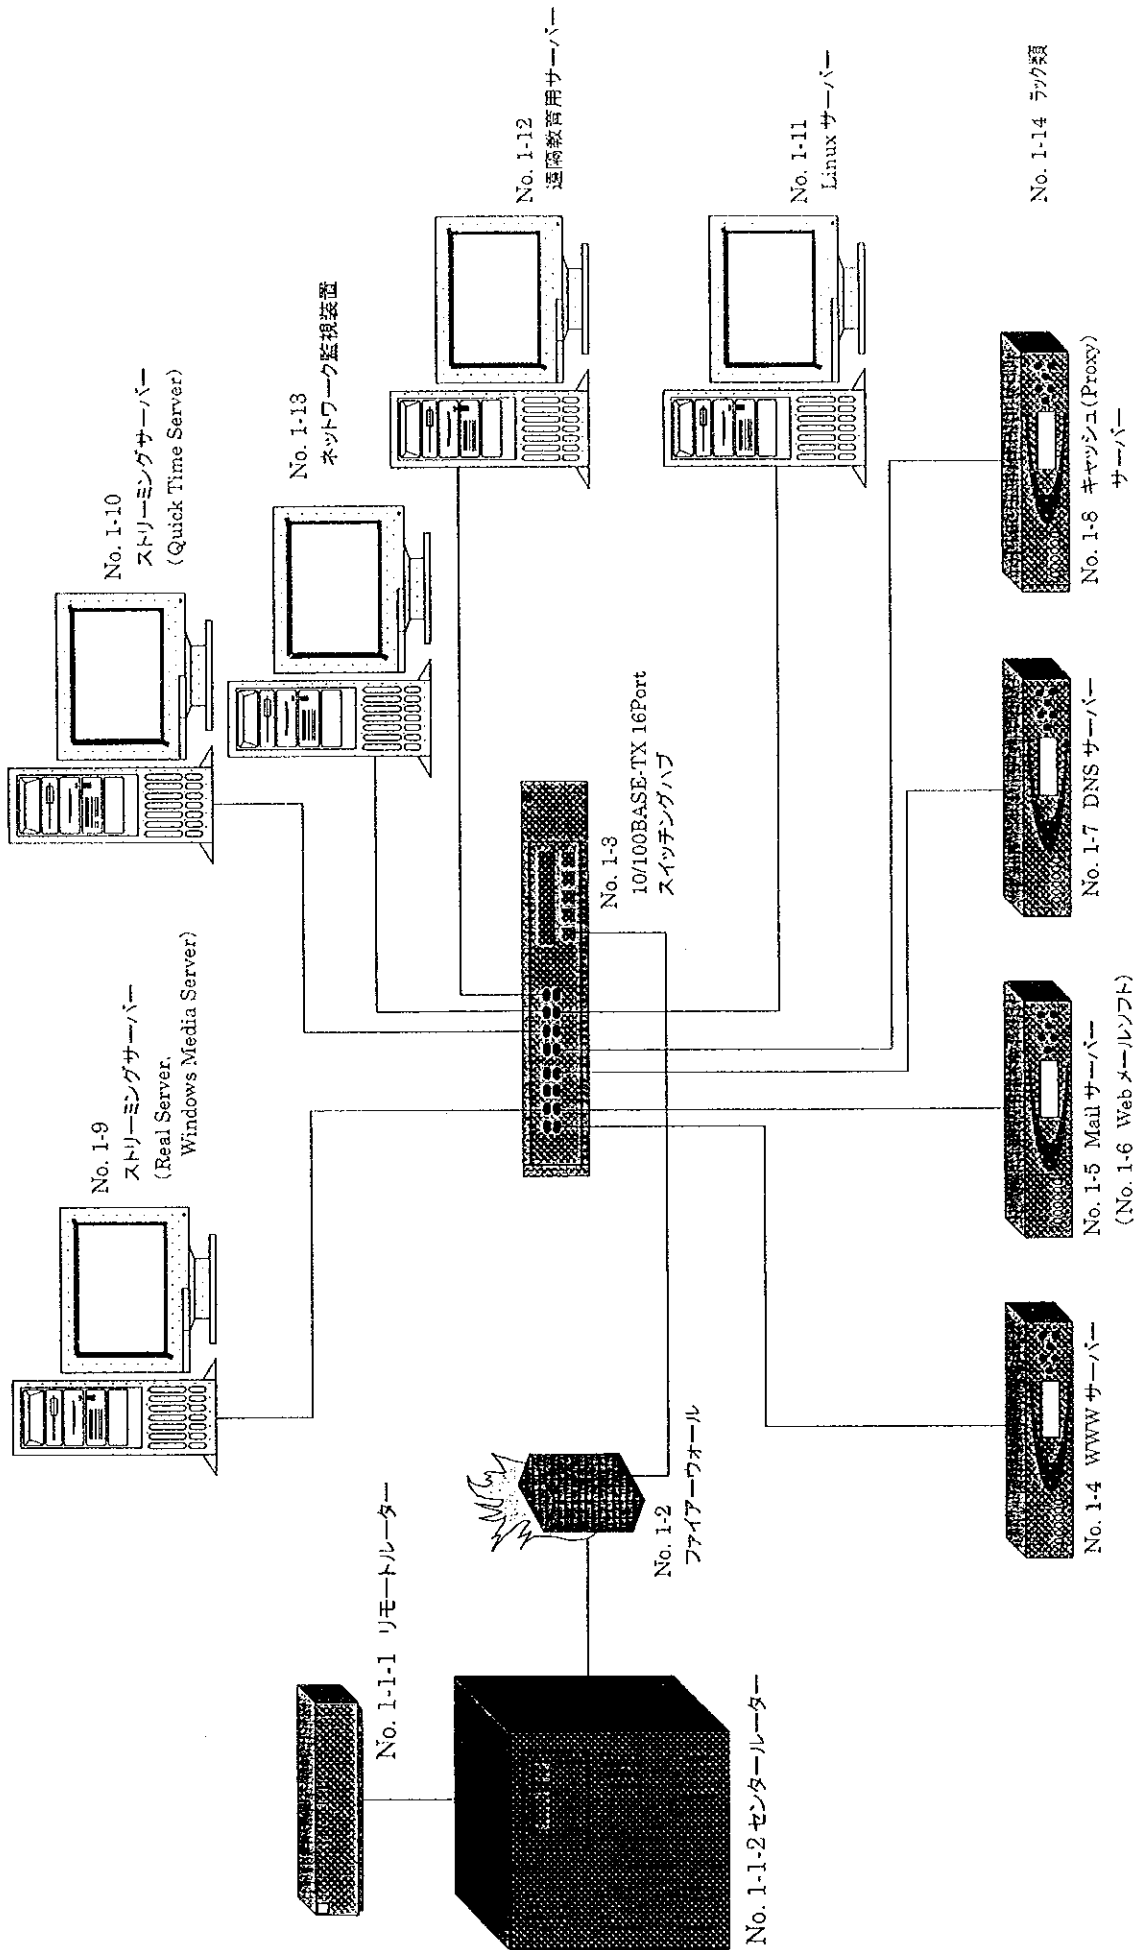 No. 1-9
ストリーミングサーバー
(Real Server,
Windows Media Server)
No. 1-10
ストリーミングサーバー
(Quick Time Server)
No. 1-13
ネットワーク監視装置
No. 1-12
遠隔教育用サーバー
No. 1-1-1 リモートルーター
No. 1-1-2 センタールーター
No. 1-2
ファイアーウォール
No. 1-3
10/100BASE-TX 16Port
スイッチングハブ
No. 1-11
Linux サーバー
No. 1-4 WWW サーバー
No. 1-5 Mail サーバー
(No. 1-6 Web メールソフト)
No. 1-7 DNS サーバー
No. 1-8 キャッシュ(Proxy)
サーバー
No. 1-14 ラック類